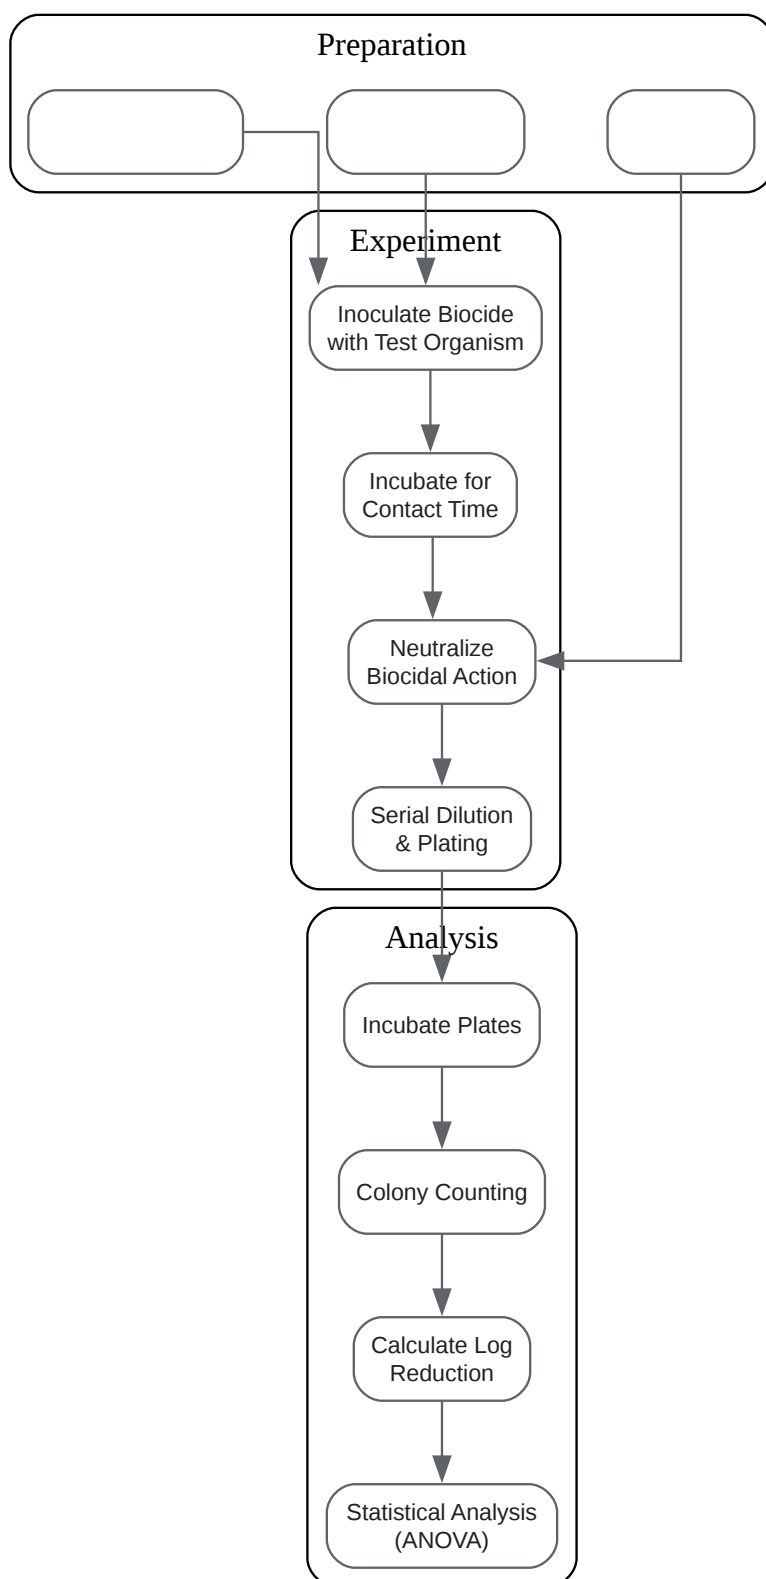 Preparation
Experiment
Inoculate Biocide
with Test Organism
Incubate for
Contact Time
Neutralize
Biocidal Action
Serial Dilution
& Plating
Analysis
Incubate Plates
Colony Counting
Calculate Log
Reduction
Statistical Analysis
(ANOVA)